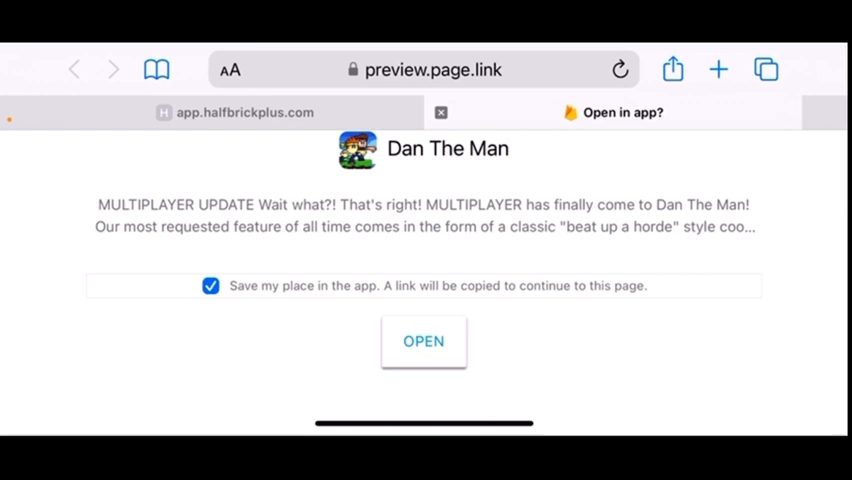 AA preview.page.link
H app.halfbrickplus.com Open in app?
Dan The Man
MULTIPLAYER UPDATE Wait what?! That's right! MULTIPLAYER has finally come to Dan The Man!
Our most requested feature of all time comes in the form of a classic "beat up a horde" style coo...
Save my place in the app. A link will be copied to continue to this page.
OPEN